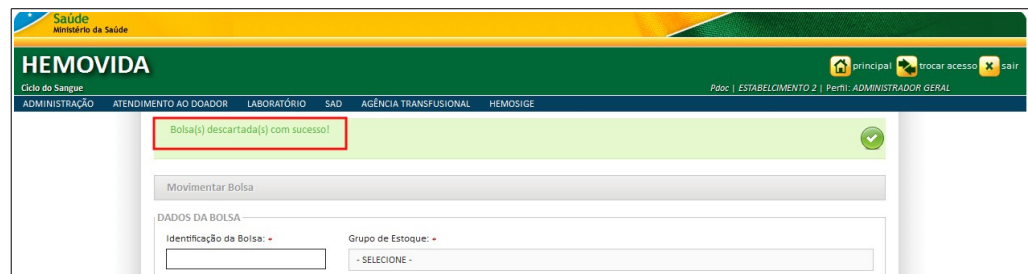 Saúde
Ministério da Saúde
HEMOVIDA
principal trocar acesso sair
Ciclo do Sangue
Pdoc | ESTABELCIMENTO 2 | Perfil: ADMINISTRADOR GERAL
ADMINISTRAÇÃO ATENDIMENTO AO DOADOR LABORATÓRIO SAD AGÊNCIA TRANSFUSIONAL HEMOSIGE
Bolsa(s) descartada(s) com sucesso!
Movimentar Bolsa
DADOS DA BOLSA
Identificação da Bolsa: Grupo de Estoque:
- SELECIONE -